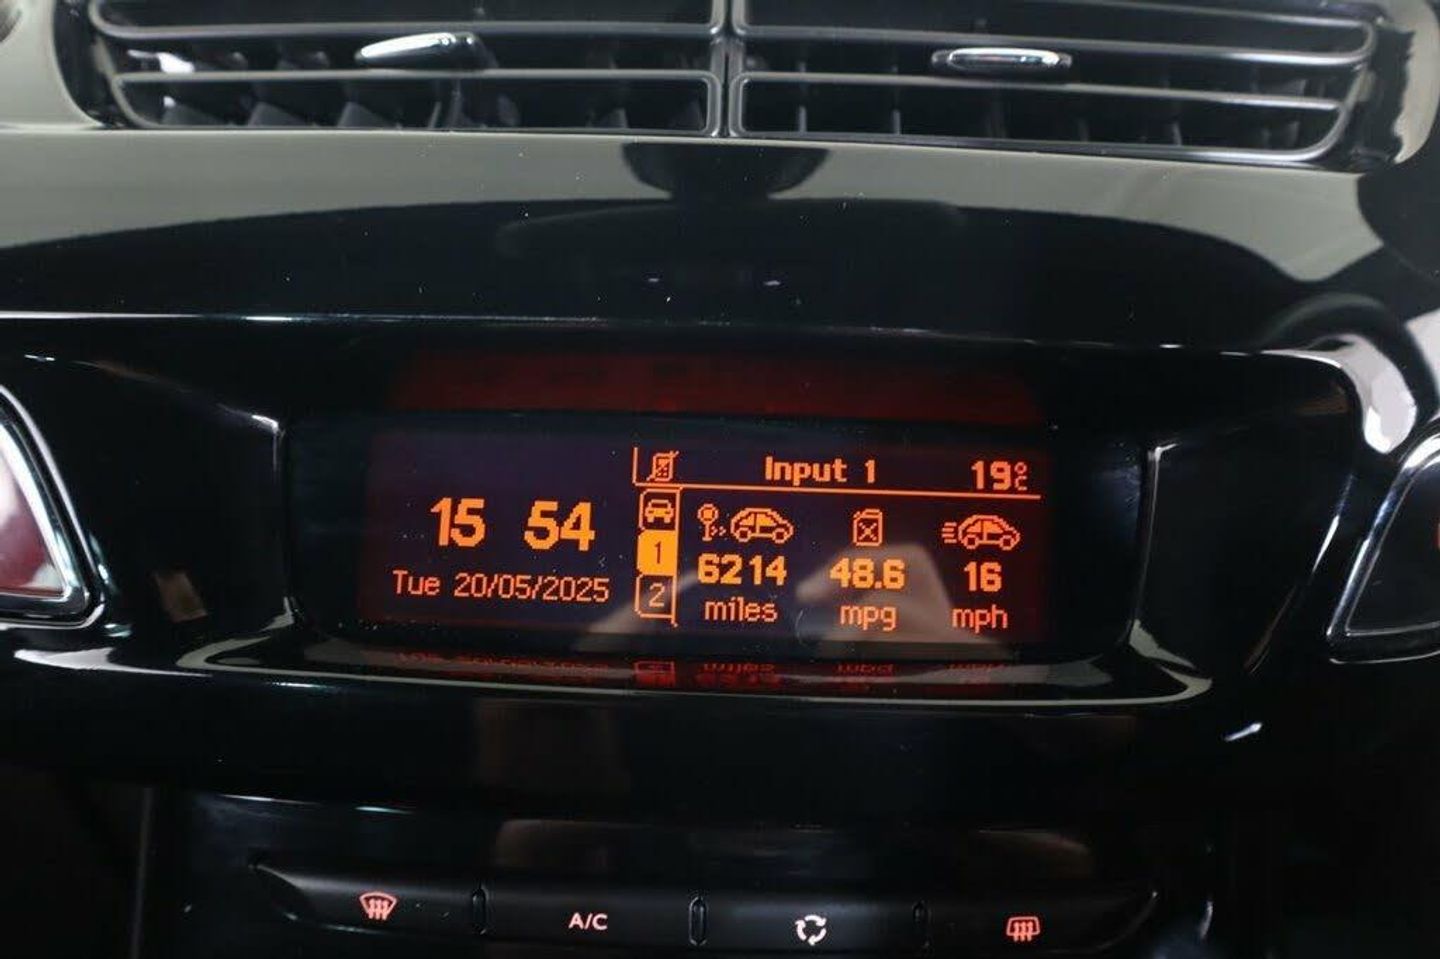 Input 1 19°C
15 54
1
6214 48.6 16
Tue 20/05/2025
2
miles mpg mph
A/C